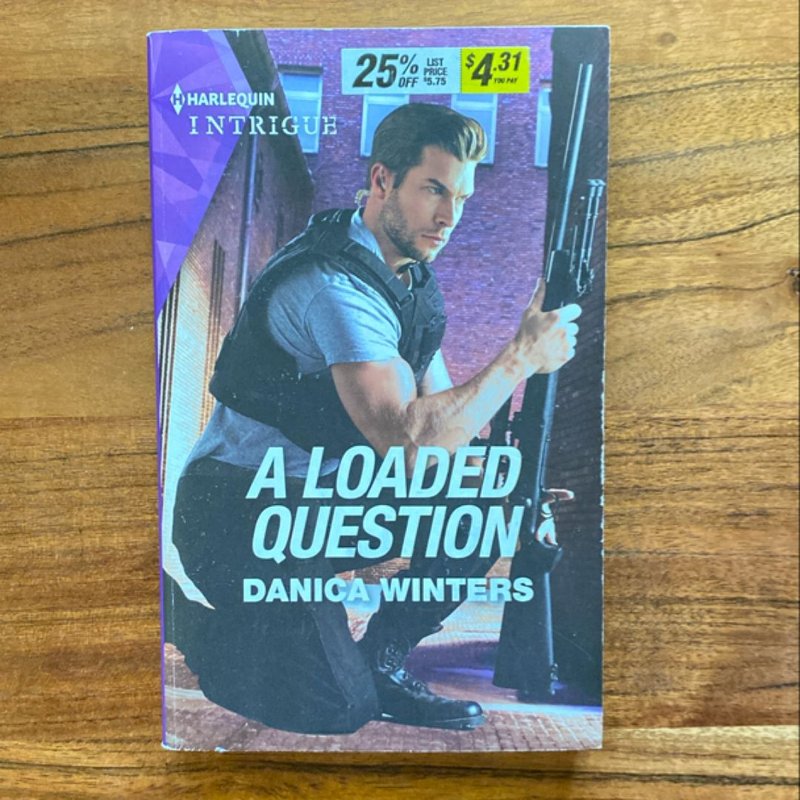 25% OFF LIST PRICE $5.75
$4.31 YOU PAY
HARLEQUIN
INTRIGUE
A LOADED
QUESTION
DANICA WINTERS